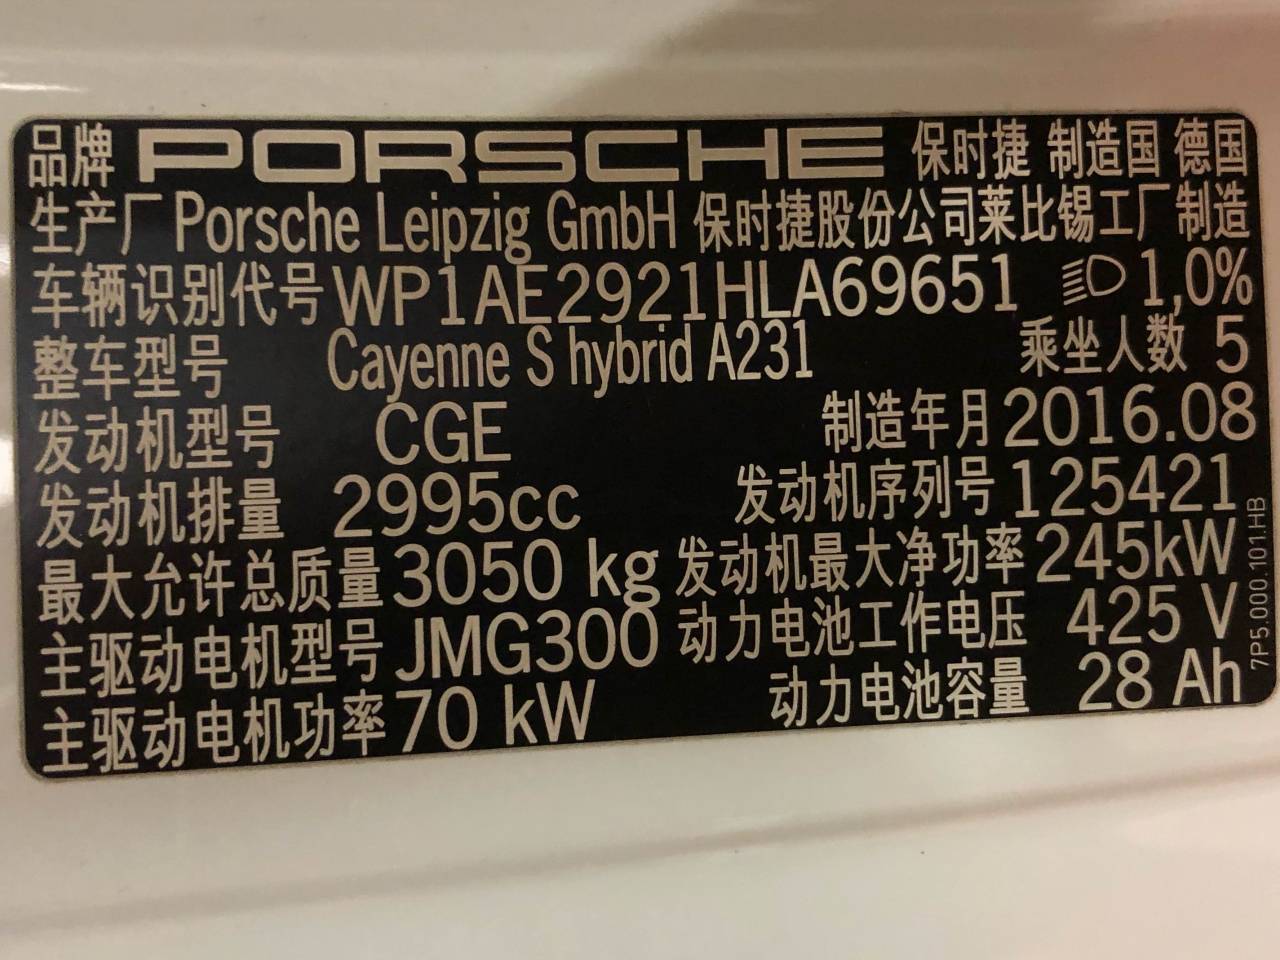 品牌 PORSCHE 保时捷 制造国 德国
生产厂 Porsche Leipzig GmbH 保时捷股份公司莱比锡工厂 制造
车辆识别代号 WP1AE2921HLA69651 1,0%
整车型号 Cayenne S hybrid A231 乘坐人数 5
发动机型号 CGE 制造年月 2016.08
发动机排量 2995cc 发动机序列号 125421
最大允许总质量 3050 kg 发动机最大净功率 245kW
主驱动电机型号 JMG300 动力电池工作电压 425 V
主驱动电机功率 70 kW 动力电池容量 28 Ah
7P5.000.101.HB